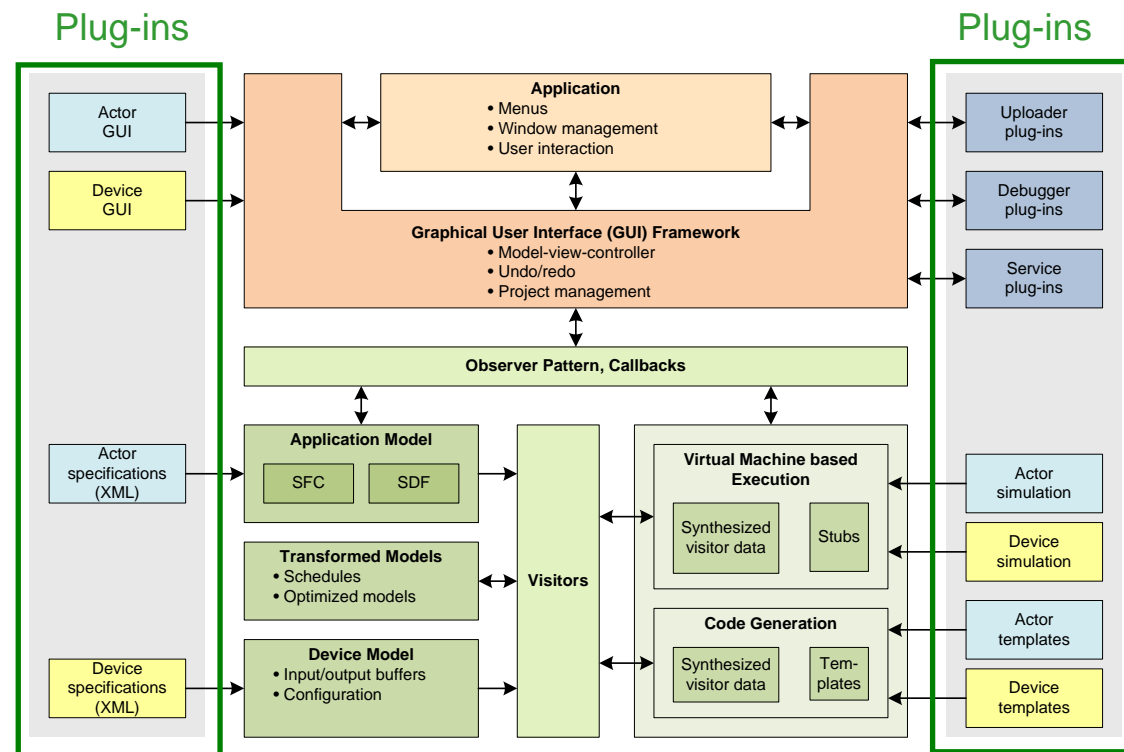 Plug-ins
Plug-ins
Actor
GUI
Device
GUI
Application
• Menus
• Window management
• User interaction
Graphical User Interface (GUI) Framework
• Model-view-controller
• Undo/redo
• Project management
Uploader
plug-ins
Debugger
plug-ins
Service
plug-ins
Observer Pattern, Callbacks
Actor
specifications
(XML)
Application Model
SFC
SDF
Transformed Models
• Schedules
• Optimized models
Device
specifications
(XML)
Device Model
• Input/output buffers
• Configuration
Visitors
Virtual Machine based
Execution
Synthesized
visitor data
Stubs
Code Generation
Synthesized
visitor data
Tem-
plates
Actor
simulation
Device
simulation
Actor
templates
Device
templates